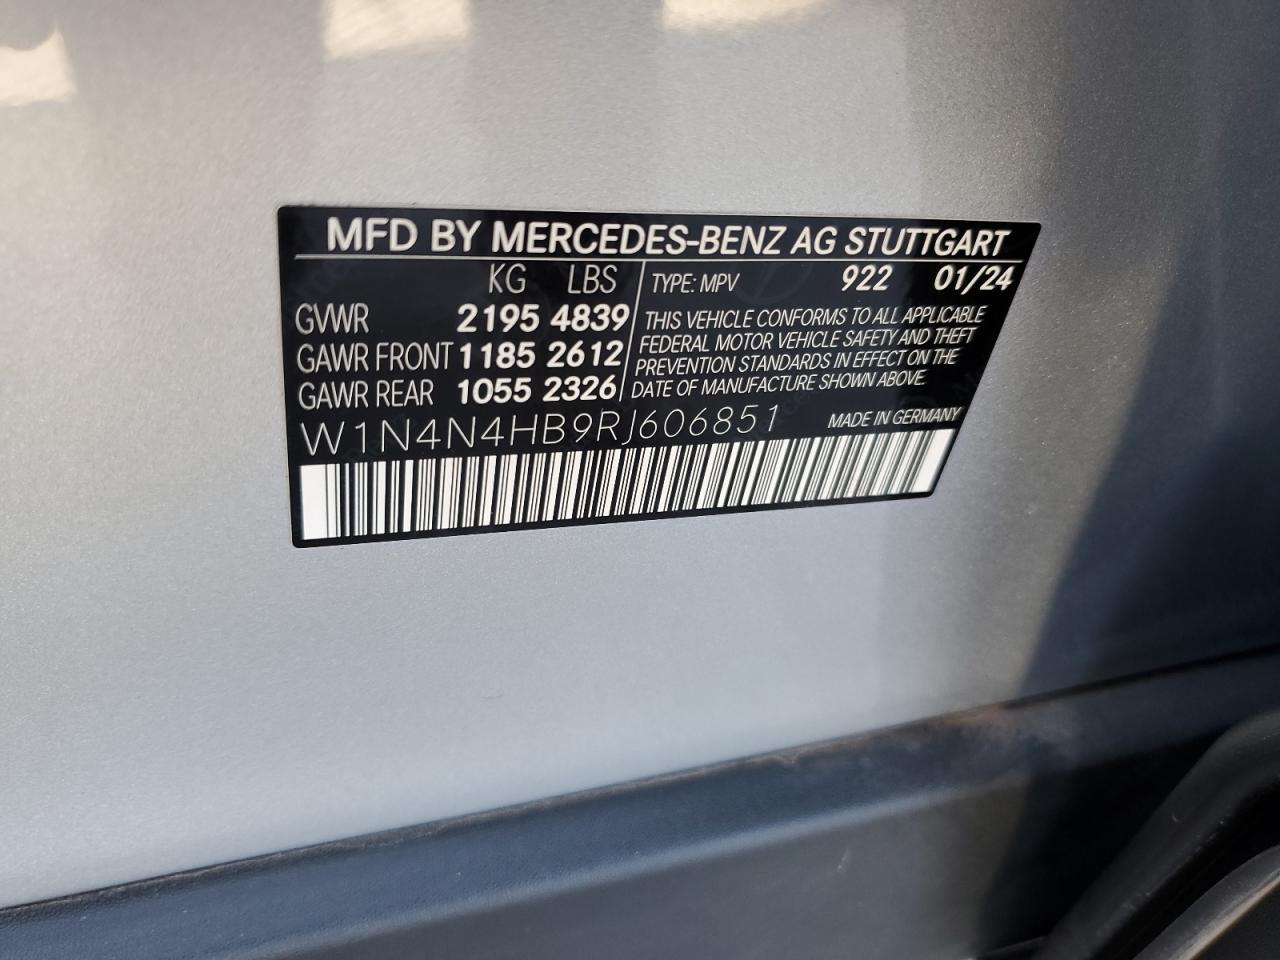 MFD BY MERCEDES-BENZ AG STUTTGART
KG LBS
GVWR 2195 4839
GAWR FRONT 1185 2612
GAWR REAR 1055 2326
TYPE: MPV 922 01/24
THIS VEHICLE CONFORMS TO ALL APPLICABLE
FEDERAL MOTOR VEHICLE SAFETY AND THEFT
PREVENTION STANDARDS IN EFFECT ON THE
DATE OF MANUFACTURE SHOWN ABOVE.
W1N4N4HB9RJ606851
MADE IN GERMANY